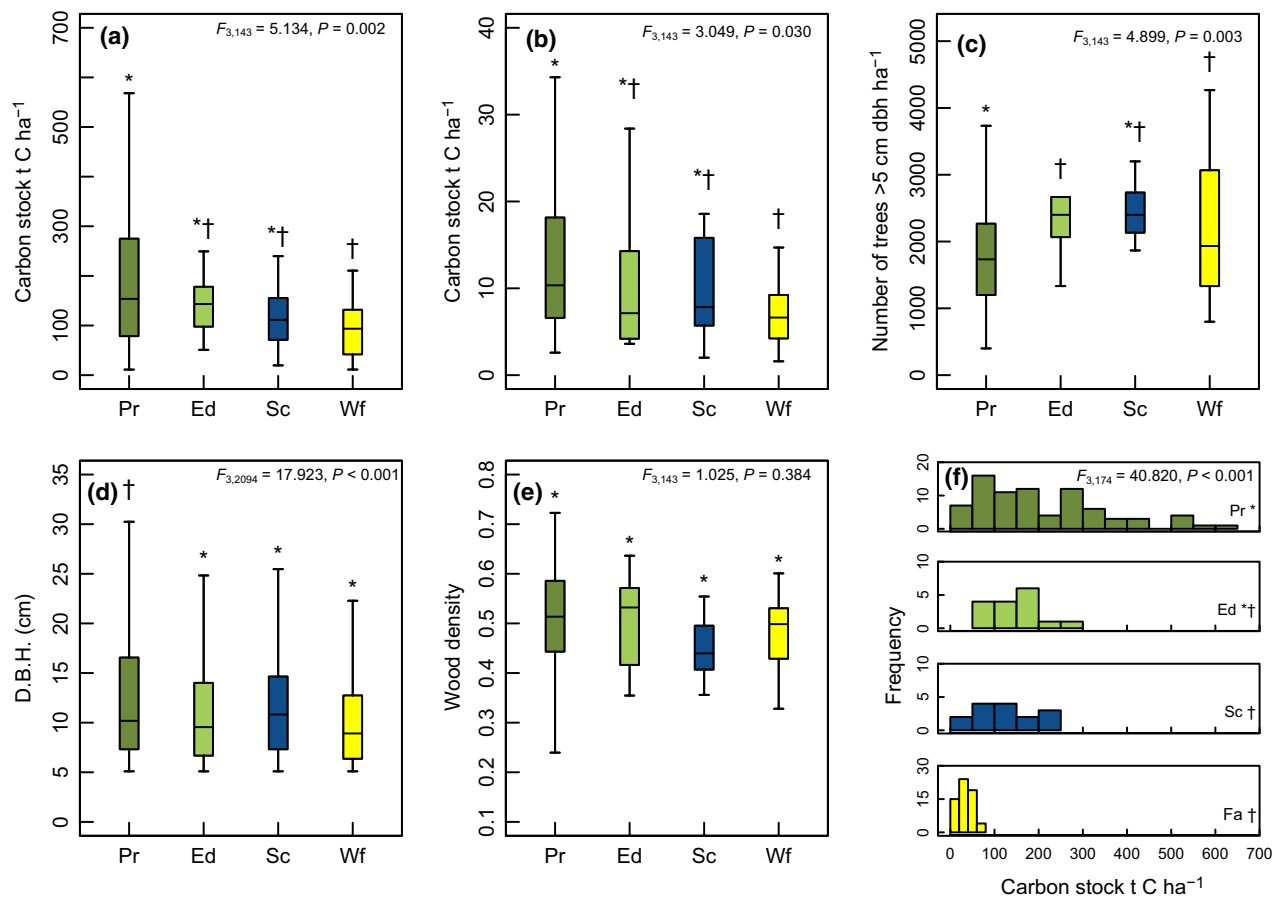 (a)
F3,143 = 5.134, P = 0.002
Carbon stock t C ha−1
0
100
300
500
700
*
*†
*†
†
Pr Ed Sc Wf
(b)
F3,143 = 3.049, P = 0.030
Carbon stock t C ha−1
0
10
20
30
40
*
*†
*†
†
Pr Ed Sc Wf
(c)
F3,143 = 4.899, P = 0.003
Number of trees >5 cm dbh ha−1
0
1000
2000
3000
4000
5000
*
†
*†
†
Pr Ed Sc Wf
(d)
F3,2094 = 17.923, P < 0.001
D.B.H. (cm)
0
5
10
15
20
25
30
35
†
*
*
*
Pr Ed Sc Wf
(e)
F3,143 = 1.025, P = 0.384
Wood density
0.1
0.2
0.3
0.4
0.5
0.6
0.7
0.8
*
*
*
*
Pr Ed Sc Wf
(f)
F3,174 = 40.820, P < 0.001
Frequency
0 10 20
Pr *
0 5 10
Ed *†
0 5 10
Sc †
0 15 30
Fa †
0 100 200 300 400 500 600 700
Carbon stock t C ha−1